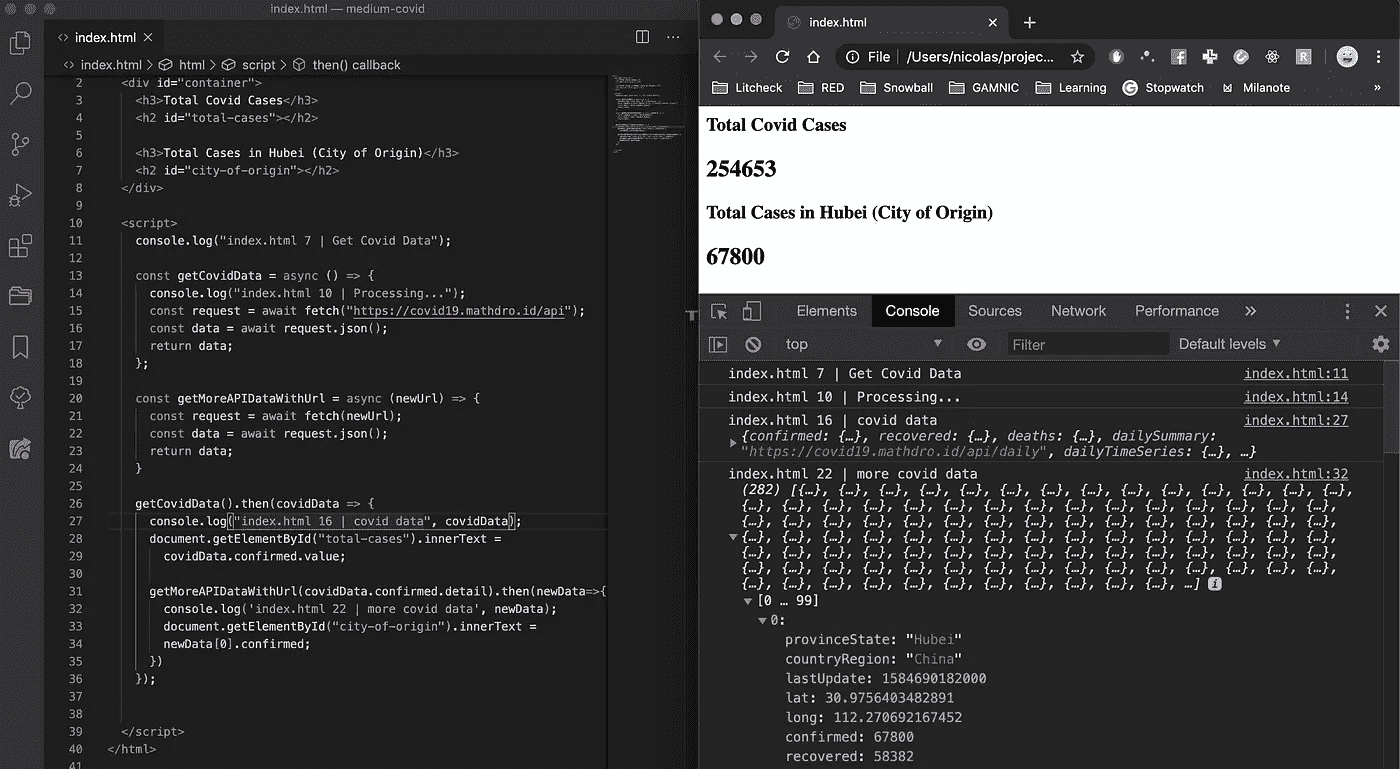 index.html — medium-covid
index.html
index.html > html > script > then() callback
2 <div id="container">
3 <h3>Total Covid Cases</h3>
4 <h2 id="total-cases"></h2>
5
6 <h3>Total Cases in Hubei (City of Origin)</h3>
7 <h2 id="city-of-origin"></h2>
8 </div>
9
10 <script>
11 console.log("index.html 7 | Get Covid Data");
12
13 const getCovidData = async () => {
14 console.log("index.html 10 | Processing...");
15 const request = await fetch("https://covid19.mathdro.id/api");
16 const data = await request.json();
17 return data;
18 };
19
20 const getMoreAPIDataWithUrl = async (newUrl) => {
21 const request = await fetch(newUrl);
22 const data = await request.json();
23 return data;
24 }
25
26 getCovidData().then(covidData => {
27 console.log("index.html 16 | covid data", covidData);
28 document.getElementById("total-cases").innerText =
29 covidData.confirmed.value;
30
31 getMoreAPIDataWithUrl(covidData.confirmed.detail).then(newData=>{
32 console.log('index.html 22 | more covid data', newData);
33 document.getElementById("city-of-origin").innerText =
34 newData[0].confirmed;
35 })
36 });
37
38
39 </script>
40 </html>
41
index.html
File | /Users/nicolas/projec...
Litcheck RED Snowball GAMNIC Learning Stopwatch Milanote »
Total Covid Cases
254653
Total Cases in Hubei (City of Origin)
67800
Elements Console Sources Network Performance »
top Filter Default levels
index.html 7 | Get Covid Data index.html:11
index.html 10 | Processing... index.html:14
index.html 16 | covid data index.html:27
{confirmed: {…}, recovered: {…}, deaths: {…}, dailySummary:
"https://covid19.mathdro.id/api/daily", dailyTimeSeries: {…}, …}
index.html 22 | more covid data index.html:32
(282) [{…}, {…}, {…}, {…}, {…}, {…}, {…}, {…}, {…}, {…}, {…}, {…}, {…}, {…},
{…}, {…}, {…}, {…}, {…}, {…}, {…}, {…}, {…}, {…}, {…}, {…}, {…}, {…}, {…},
{…}, {…}, {…}, {…}, {…}, {…}, {…}, {…}, {…}, {…}, {…}, {…}, {…}, {…}, {…},
{…}, {…}, {…}, {…}, {…}, {…}, {…}, {…}, {…}, {…}, {…}, {…}, {…}, {…}, {…},
{…}, {…}, {…}, {…}, {…}, {…}, {…}, {…}, {…}, {…}, {…}, {…}, {…}, {…}, {…},
{…}, {…}, {…}, {…}, {…}, {…}, {…}, {…}, {…}, {…}, {…}, {…}, {…}, {…}, {…},
{…}, {…}, {…}, {…}, {…}, {…}, {…}, {…}, {…}, {…}, {…}, …]
[0 … 99]
0:
provinceState: "Hubei"
countryRegion: "China"
lastUpdate: 1584690182000
lat: 30.9756403482891
long: 112.270692167452
confirmed: 67800
recovered: 58382